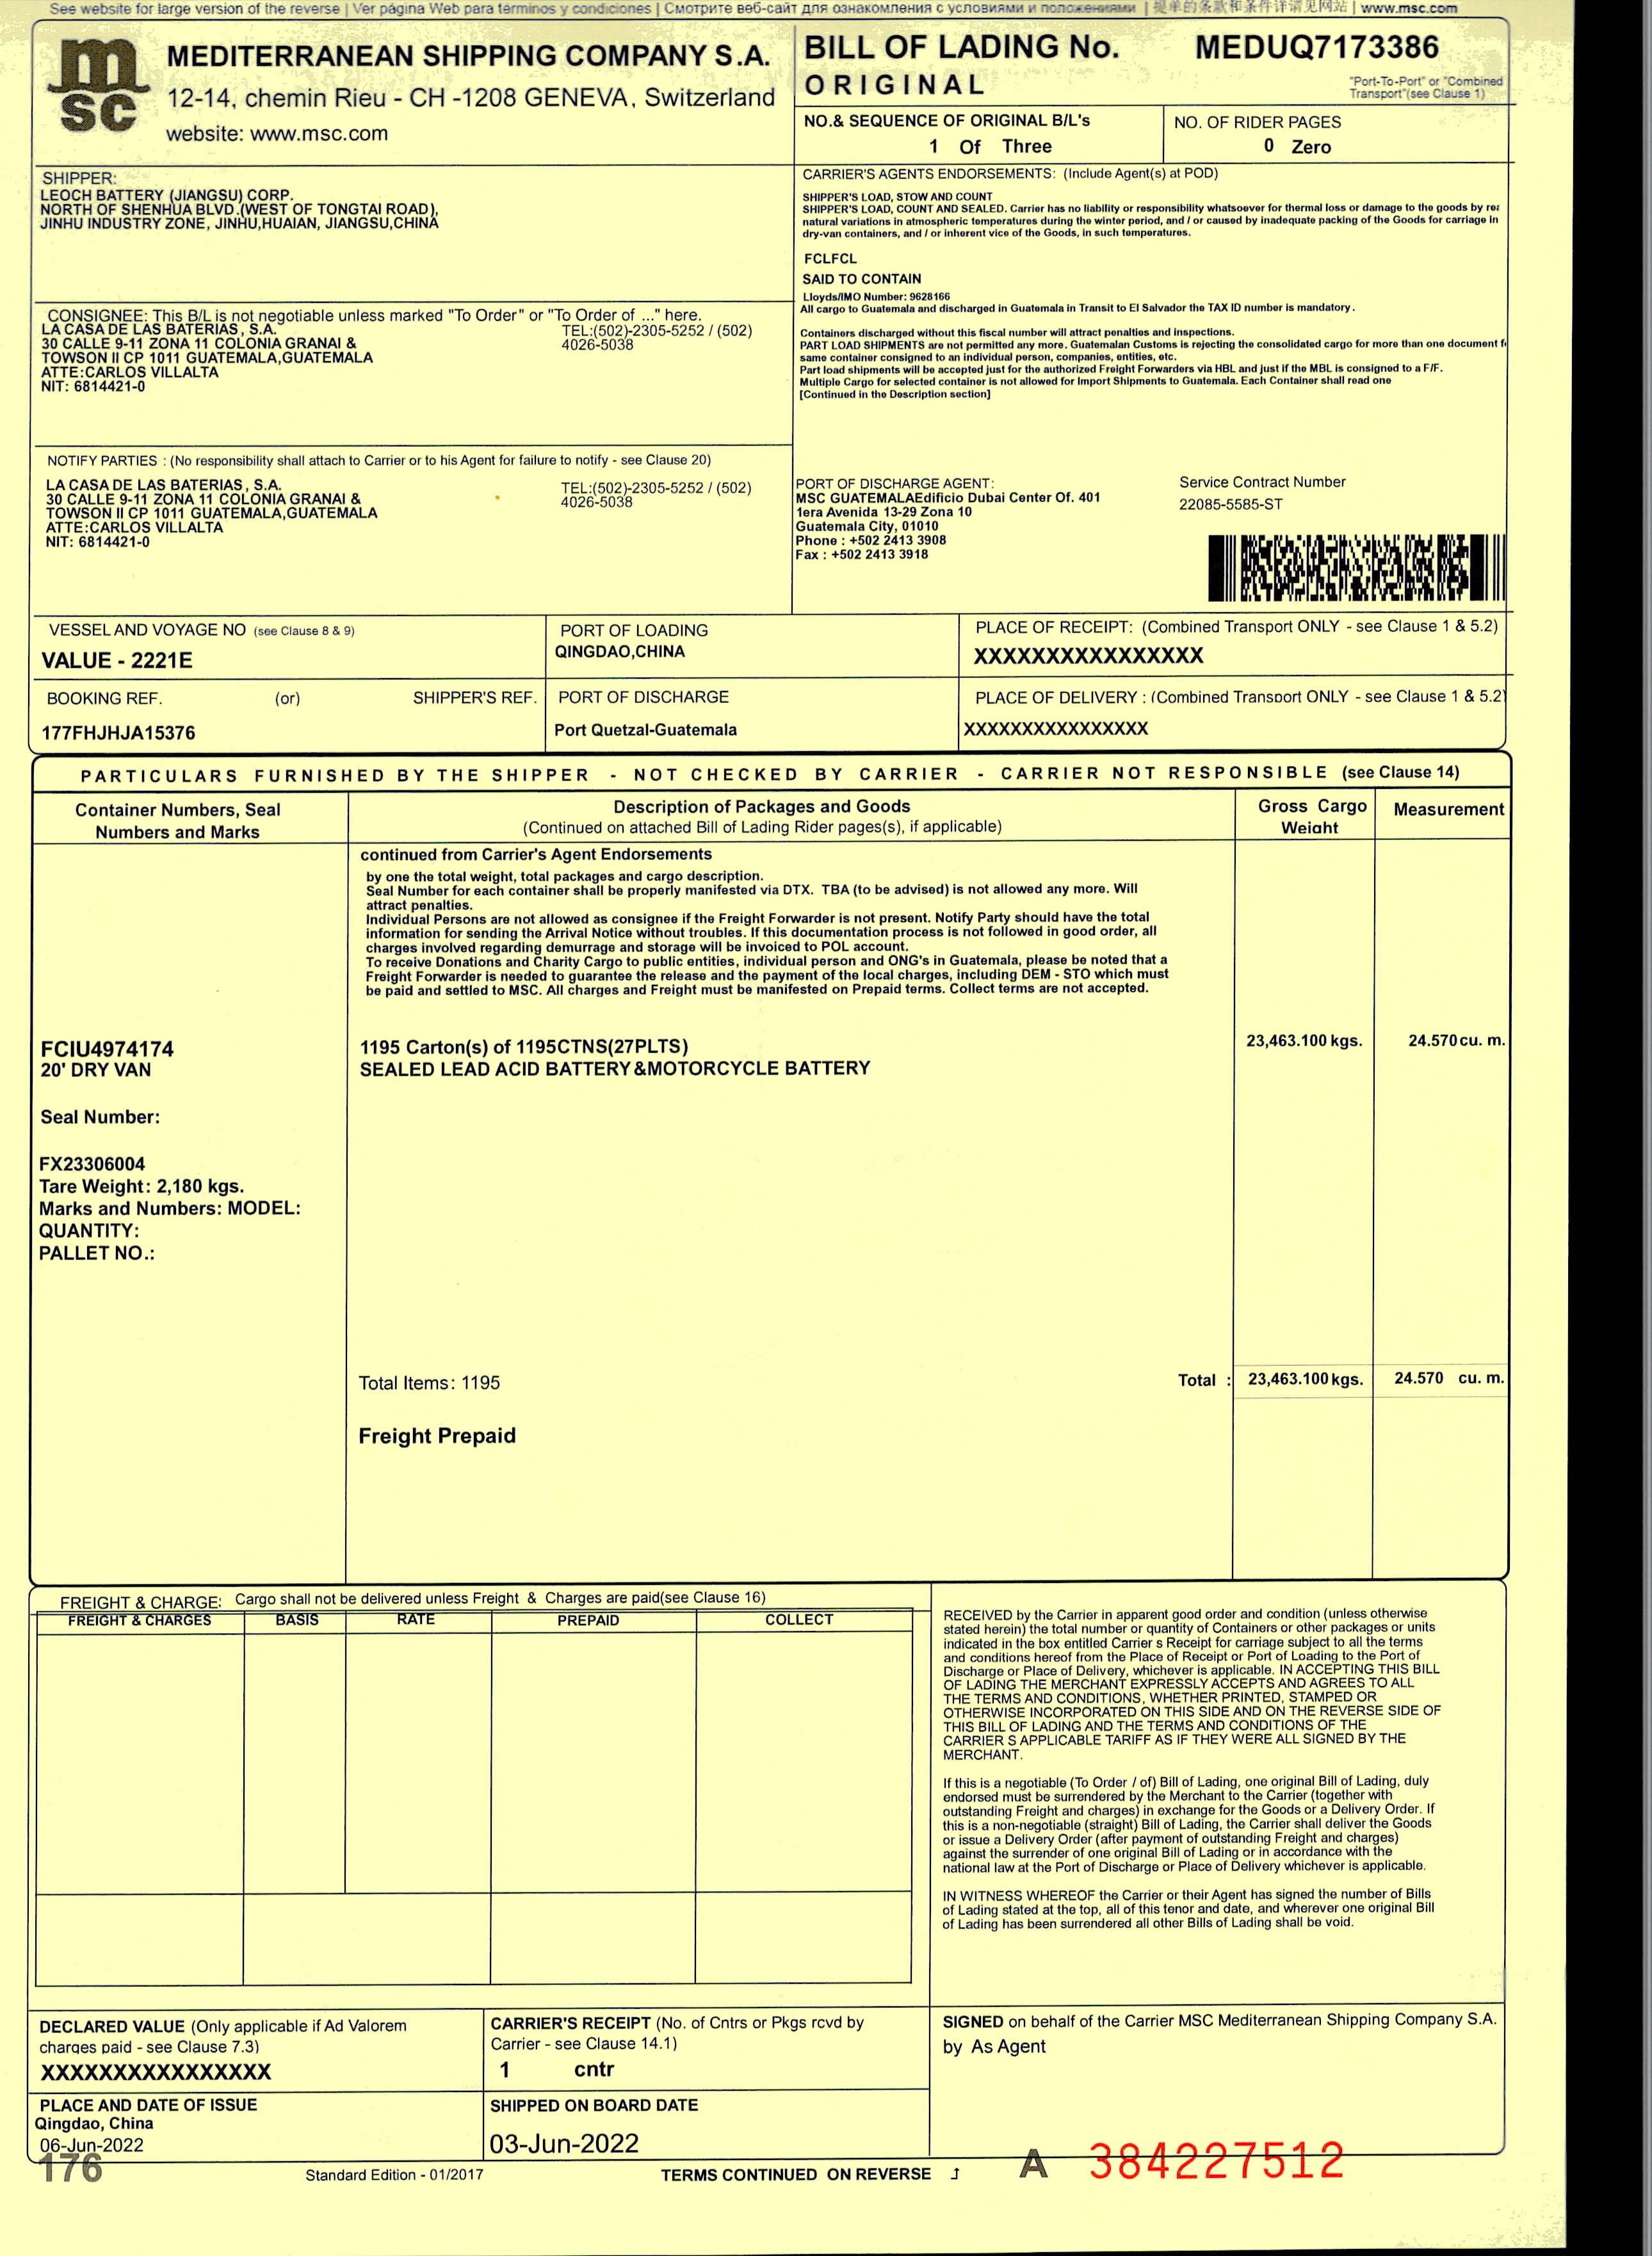 See website for large version of the reverse | Ver página Web para términos y condiciones | Смотрите веб-сайт для ознакомления с условиями и положениями | 提单的条款和条件详请见网站 | www.msc.com
msc
MEDITERRANEAN SHIPPING COMPANY S.A.
12-14, chemin Rieu - CH -1208 GENEVA, Switzerland
website: www.msc.com
BILL OF LADING No. MEDUQ7173386
ORIGINAL
"Port-To-Port" or "Combined
Transport"(see Clause 1)
NO.& SEQUENCE OF ORIGINAL B/L's
1 Of Three
NO. OF RIDER PAGES
0 Zero
SHIPPER:
LEOCH BATTERY (JIANGSU) CORP.
NORTH OF SHENHUA BLVD.(WEST OF TONGTAI ROAD),
JINHU INDUSTRY ZONE, JINHU,HUAIAN, JIANGSU,CHINA
CARRIER'S AGENTS ENDORSEMENTS: (Include Agent(s) at POD)
SHIPPER'S LOAD, STOW AND COUNT
SHIPPER'S LOAD, COUNT AND SEALED. Carrier has no liability or responsibility whatsoever for thermal loss or damage to the goods by
natural variations in atmospheric temperatures during the winter period, and / or caused by inadequate packing of the Goods for carriage in
dry-van containers, and / or inherent vice of the Goods, in such temperatures.
FCLFCL
SAID TO CONTAIN
Lloyds/IMO Number: 9628166
All cargo to Guatemala and discharged in Guatemala in Transit to El Salvador the TAX ID number is mandatory.
Containers discharged without this fiscal number will attract penalties and inspections.
PART LOAD SHIPMENTS are not permitted any more. Guatemalan Customs is rejecting the consolidated cargo for more than one document
same container consigned to an individual person, companies, entities, etc.
Part load shipments will be accepted just for the authorized Freight Forwarders via HBL and just if the MBL is consigned to a F/F.
Multiple Cargo for selected container is not allowed for Import Shipments to Guatemala. Each Container shall read one
[Continued in the Description section]
CONSIGNEE: This B/L is not negotiable unless marked "To Order" or "To Order of ..." here.
LA CASA DE LAS BATERIAS, S.A. TEL:(502)-2305-5252 / (502)
30 CALLE 9-11 ZONA 11 COLONIA GRANAI & 4026-5038
TOWSON II CP 1011 GUATEMALA,GUATEMALA
ATTE:CARLOS VILLALTA
NIT: 6814421-0
NOTIFY PARTIES : (No responsibility shall attach to Carrier or to his Agent for failure to notify - see Clause 20)
LA CASA DE LAS BATERIAS, S.A. TEL:(502)-2305-5252 / (502)
30 CALLE 9-11 ZONA 11 COLONIA GRANAI & 4026-5038
TOWSON II CP 1011 GUATEMALA,GUATEMALA
ATTE:CARLOS VILLALTA
NIT: 6814421-0
PORT OF DISCHARGE AGENT:
MSC GUATEMALAEdificio Dubai Center Of. 401
1era Avenida 13-29 Zona 10
Guatemala City, 01010
Phone : +502 2413 3908
Fax : +502 2413 3918
Service Contract Number
22085-5585-ST
VESSEL AND VOYAGE NO (see Clause 8 & 9)
VALUE - 2221E
PORT OF LOADING
QINGDAO,CHINA
PLACE OF RECEIPT: (Combined Transport ONLY - see Clause 1 & 5.2)
XXXXXXXXXXXXXXXX
BOOKING REF. (or) SHIPPER'S REF.
177FHJHJA15376
PORT OF DISCHARGE
Port Quetzal-Guatemala
PLACE OF DELIVERY : (Combined Transport ONLY - see Clause 1 & 5.2)
XXXXXXXXXXXXXXXX
PARTICULARS FURNISHED BY THE SHIPPER - NOT CHECKED BY CARRIER - CARRIER NOT RESPONSIBLE (see Clause 14)
Container Numbers, Seal
Numbers and Marks
Description of Packages and Goods
(Continued on attached Bill of Lading Rider pages(s), if applicable)
Gross Cargo
Weight
Measurement
continued from Carrier's Agent Endorsements
by one the total weight, total packages and cargo description.
Seal Number for each container shall be properly manifested via DTX. TBA (to be advised) is not allowed any more. Will
attract penalties.
Individual Persons are not allowed as consignee if the Freight Forwarder is not present. Notify Party should have the total
information for sending the Arrival Notice without troubles. If this documentation process is not followed in good order, all
charges involved regarding demurrage and storage will be invoiced to POL account.
To receive Donations and Charity Cargo to public entities, individual person and ONG's in Guatemala, please be noted that a
Freight Forwarder is needed to guarantee the release and the payment of the local charges, including DEM - STO which must
be paid and settled to MSC. All charges and Freight must be manifested on Prepaid terms. Collect terms are not accepted.
FCIU4974174
20' DRY VAN
1195 Carton(s) of 1195CTNS(27PLTS)
SEALED LEAD ACID BATTERY&MOTORCYCLE BATTERY
23,463.100 kgs. 24.570 cu. m.
Seal Number:
FX23306004
Tare Weight: 2,180 kgs.
Marks and Numbers: MODEL:
QUANTITY:
PALLET NO.:
Total Items: 1195
Total : 23,463.100 kgs. 24.570 cu. m.
Freight Prepaid
FREIGHT & CHARGE: Cargo shall not be delivered unless Freight & Charges are paid(see Clause 16)
FREIGHT & CHARGES BASIS RATE PREPAID COLLECT
RECEIVED by the Carrier in apparent good order and condition (unless otherwise
stated herein) the total number or quantity of Containers or other packages or units
indicated in the box entitled Carrier s Receipt for carriage subject to all the terms
and conditions hereof from the Place of Receipt or Port of Loading to the Port of
Discharge or Place of Delivery, whichever is applicable. IN ACCEPTING THIS BILL
OF LADING THE MERCHANT EXPRESSLY ACCEPTS AND AGREES TO ALL
THE TERMS AND CONDITIONS, WHETHER PRINTED, STAMPED OR
OTHERWISE INCORPORATED ON THIS SIDE AND ON THE REVERSE SIDE OF
THIS BILL OF LADING AND THE TERMS AND CONDITIONS OF THE
CARRIER S APPLICABLE TARIFF AS IF THEY WERE ALL SIGNED BY THE
MERCHANT.
If this is a negotiable (To Order / of) Bill of Lading, one original Bill of Lading, duly
endorsed must be surrendered by the Merchant to the Carrier (together with
outstanding Freight and charges) in exchange for the Goods or a Delivery Order. If
this is a non-negotiable (straight) Bill of Lading, the Carrier shall deliver the Goods
or issue a Delivery Order (after payment of outstanding Freight and charges)
against the surrender of one original Bill of Lading or in accordance with the
national law at the Port of Discharge or Place of Delivery whichever is applicable.
IN WITNESS WHEREOF the Carrier or their Agent has signed the number of Bills
of Lading stated at the top, all of this tenor and date, and wherever one original Bill
of Lading has been surrendered all other Bills of Lading shall be void.
DECLARED VALUE (Only applicable if Ad Valorem
charges paid - see Clause 7.3)
XXXXXXXXXXXXXXXX
CARRIER'S RECEIPT (No. of Cntrs or Pkgs rcvd by
Carrier - see Clause 14.1)
1 cntr
SIGNED on behalf of the Carrier MSC Mediterranean Shipping Company S.A.
by As Agent
PLACE AND DATE OF ISSUE
Qingdao, China
06-Jun-2022
SHIPPED ON BOARD DATE
03-Jun-2022
176
Standard Edition - 01/2017
TERMS CONTINUED ON REVERSE
A 384227512